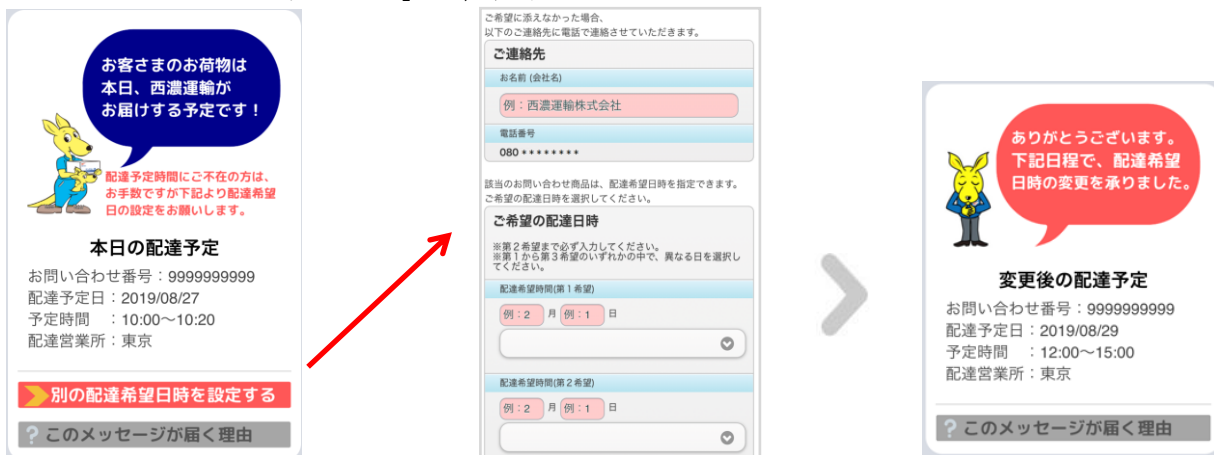 お客さまのお荷物は
本日、西濃運輸が
お届けする予定です！
配達予定時間にご不在の方は、
お手数ですが下記より配達希望
日の設定をお願いします。
本日の配達予定
お問い合わせ番号：9999999999
配達予定日：2019/08/27
予定時間　：10:00〜10:20
配達営業所：東京
別の配達希望日時を設定する
? このメッセージが届く理由
ご希望に添えなかった場合、
以下のご連絡先に電話で連絡させていただきます。
ご連絡先
お名前 (会社名)
例：西濃運輸株式会社
電話番号
080********
該当のお問い合わせ商品は、配達希望日時を指定できます。
ご希望の配達日時を選択してください。
ご希望の配達日時
※第２希望まで必ず入力してください。
※第１から第３希望のいずれかの中で、異なる日を選択し
てください。
配達希望時間(第１希望)
例：2 月 例：1 日
配達希望時間(第２希望)
例：2 月 例：1 日
ありがとうございます。
下記日程で、配達希望
日時の変更を承りました。
変更後の配達予定
お問い合わせ番号：9999999999
配達予定日：2019/08/29
予定時間　：12:00〜15:00
配達営業所：東京
? このメッセージが届く理由